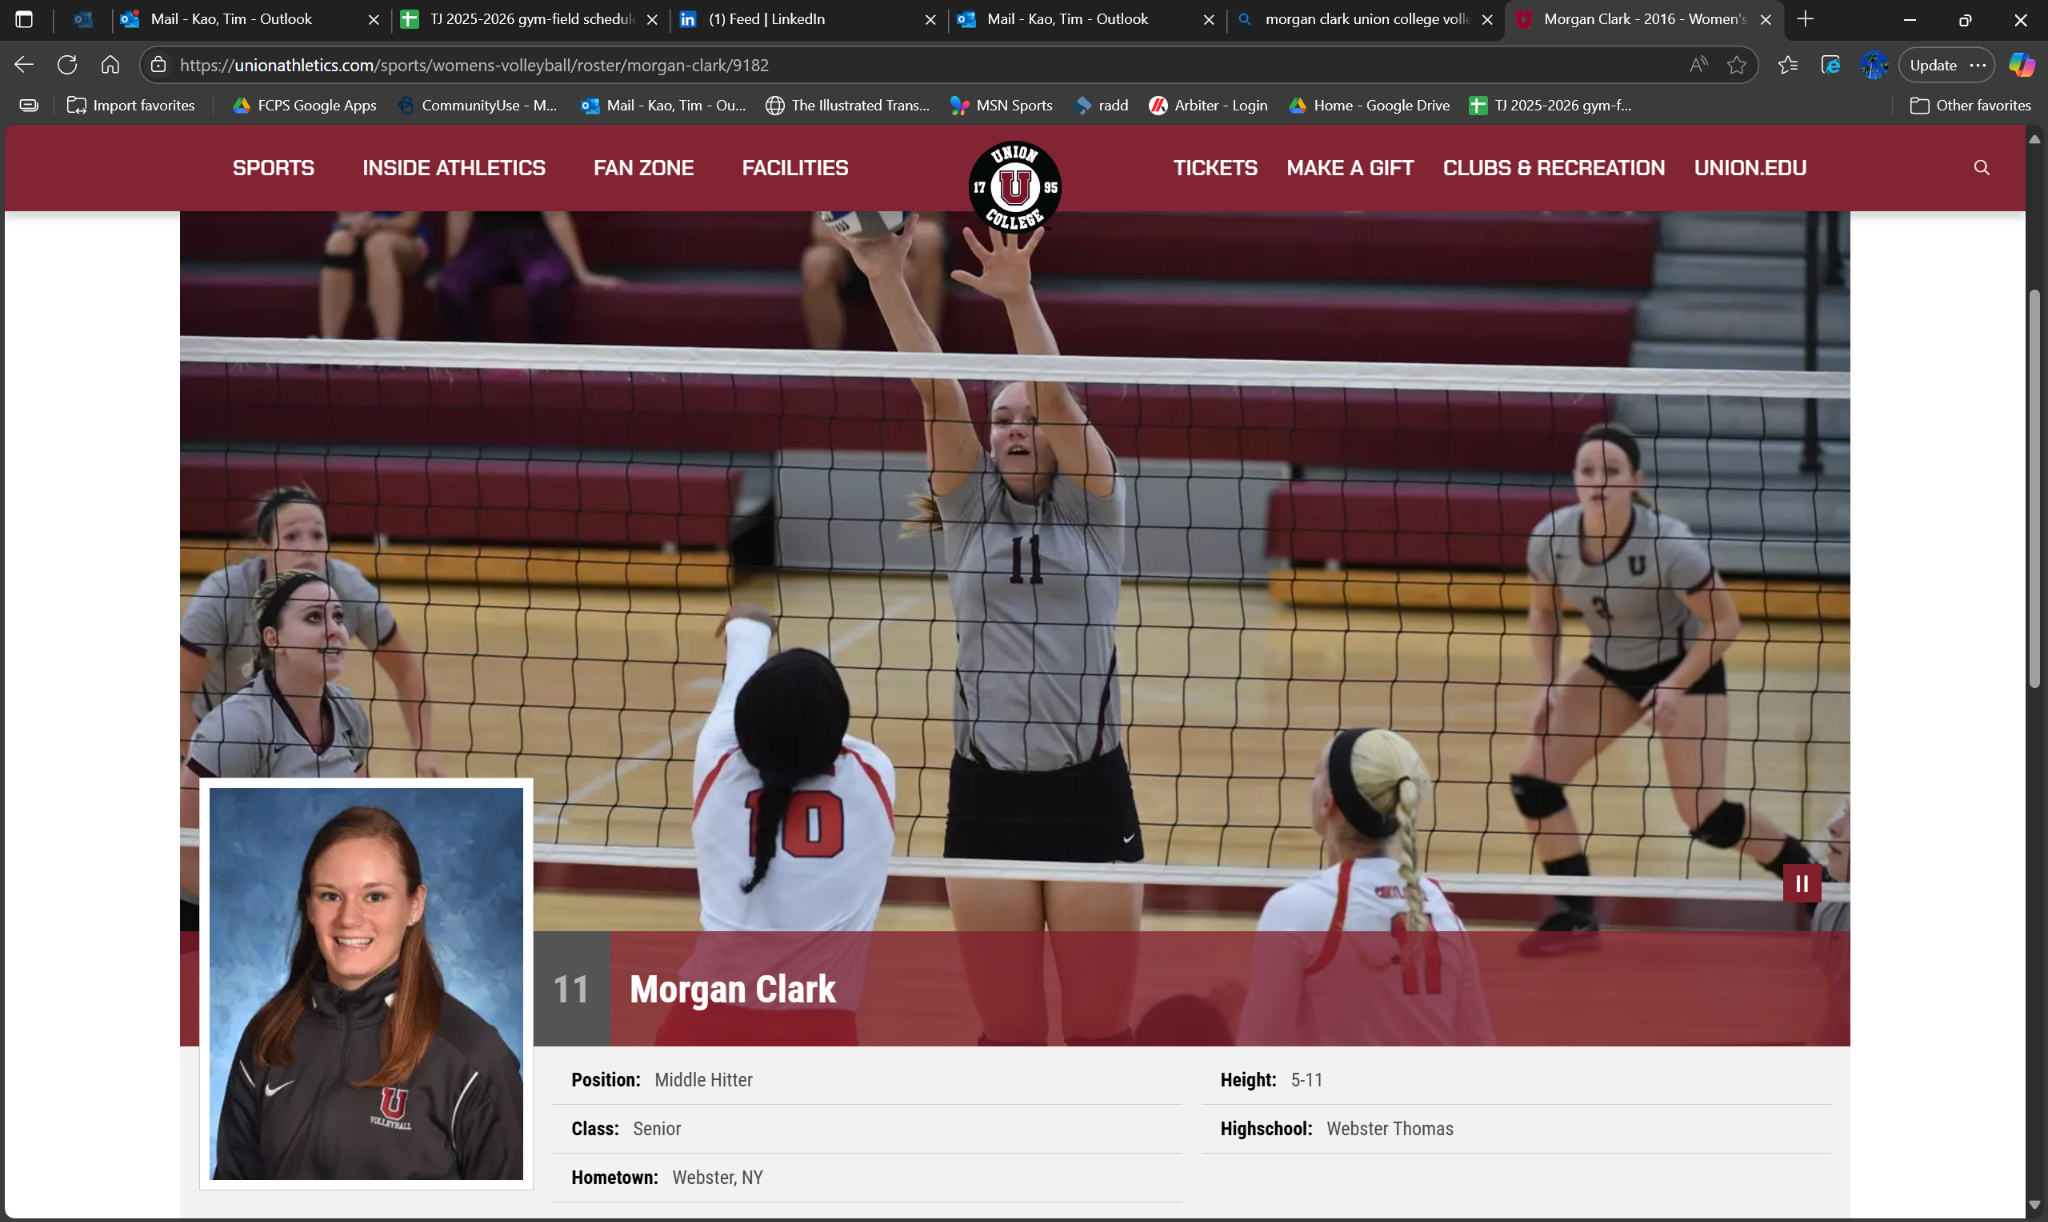 Mail - Kao, Tim - Outlook
TJ 2025-2026 gym-field schedule
(1) Feed | LinkedIn
Mail - Kao, Tim - Outlook
morgan clark union college volle
Morgan Clark - 2016 - Women's
https://unionathletics.com/sports/womens-volleyball/roster/morgan-clark/9182
Update
Import favorites
FCPS Google Apps
CommunityUse - M...
Mail - Kao, Tim - Ou...
The Illustrated Trans...
MSN Sports
radd
Arbiter - Login
Home - Google Drive
TJ 2025-2026 gym-f...
Other favorites
SPORTS
INSIDE ATHLETICS
FAN ZONE
FACILITIES
UNION
17 U 95
COLLEGE
TICKETS
MAKE A GIFT
CLUBS & RECREATION
UNION.EDU
11
U
2
10
11
U
VOLLEYBALL
11
Morgan Clark
Position: Middle Hitter
Height: 5-11
Class: Senior
Highschool: Webster Thomas
Hometown: Webster, NY